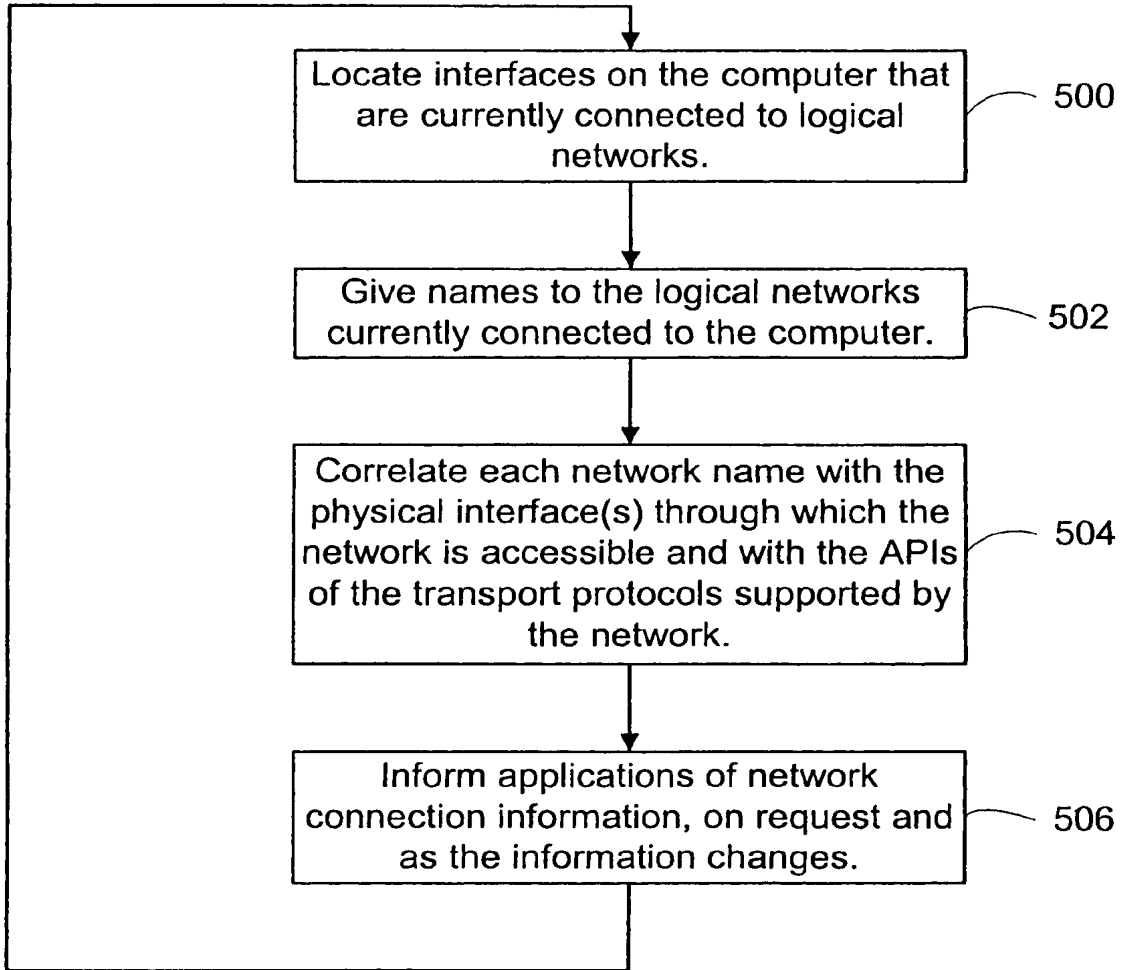 Locate interfaces on the computer that
are currently connected to logical
networks.
500
Give names to the logical networks
currently connected to the computer.
502
Correlate each network name with the
physical interface(s) through which the
network is accessible and with the APIs
of the transport protocols supported by
the network.
504
Inform applications of network
connection information, on request and
as the information changes.
506